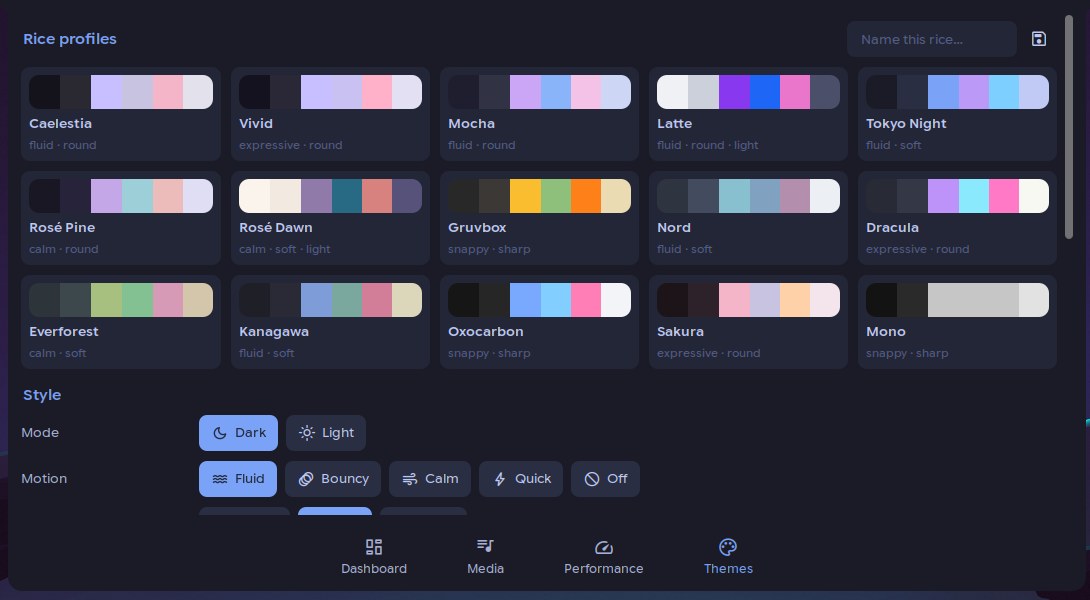 Rice profiles
Name this rice...
Caelestia
fluid · round
Vivid
expressive · round
Mocha
fluid · round
Latte
fluid · round · light
Tokyo Night
fluid · soft
Rosé Pine
calm · round
Rosé Dawn
calm · soft · light
Gruvbox
snappy · sharp
Nord
fluid · soft
Dracula
expressive · round
Everforest
calm · soft
Kanagawa
fluid · soft
Oxocarbon
snappy · sharp
Sakura
expressive · round
Mono
snappy · sharp
Style
Mode
Dark
Light
Motion
Fluid
Bouncy
Calm
Quick
Off
Dashboard
Media
Performance
Themes